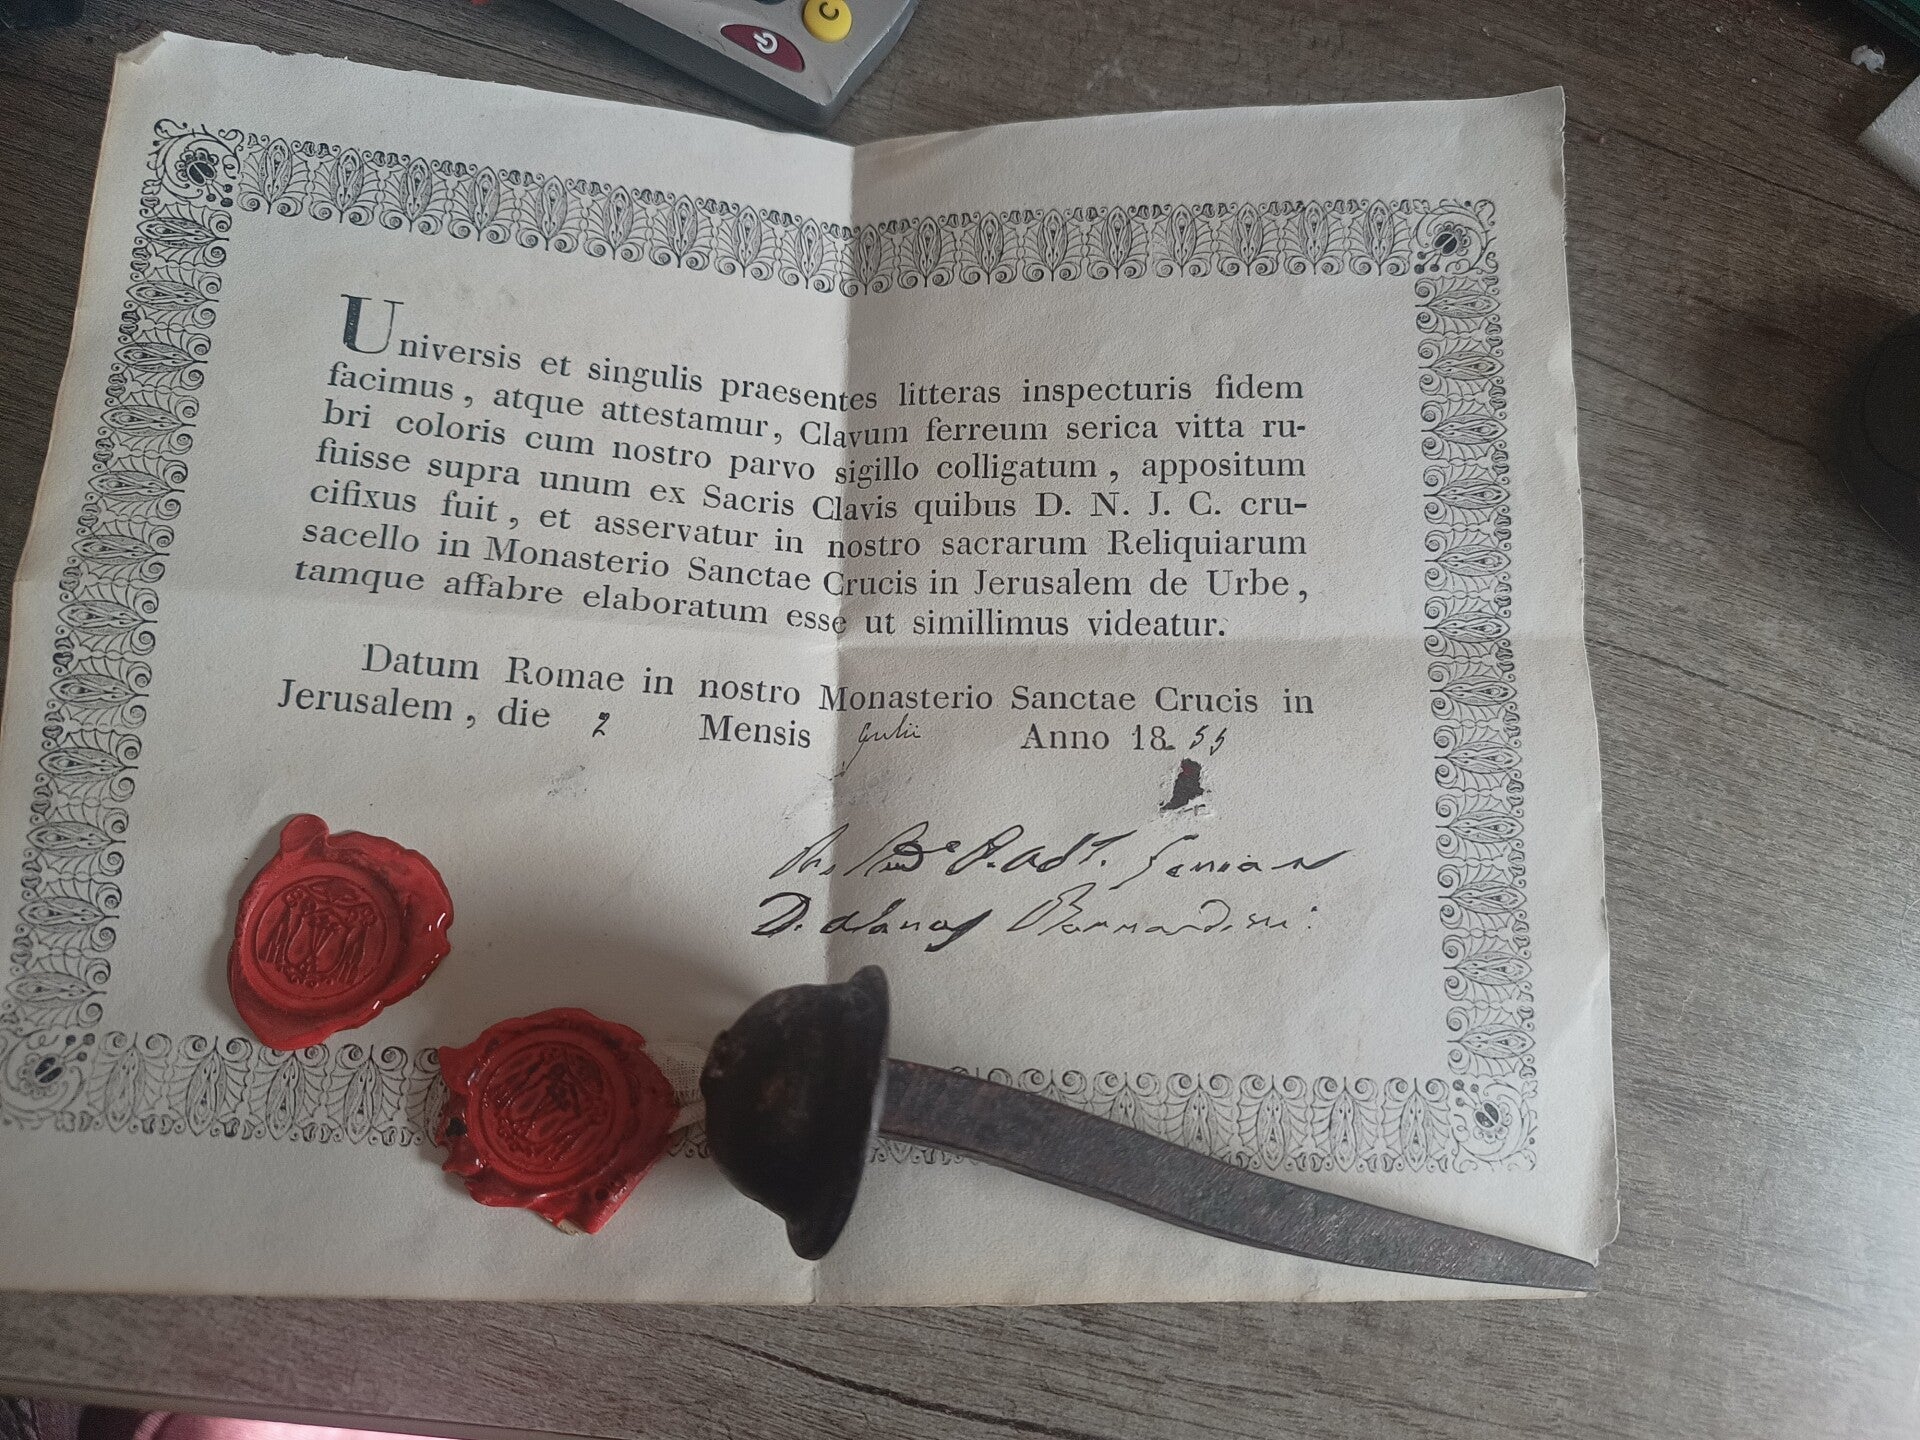 Universis et singulis praesentes litteras inspecturis fidem
facimus, atque attestamur, Clavum ferreum serica vitta ru-
bri coloris cum nostro parvo sigillo colligatum, appositum
fuisse supra unum ex Sacris Clavis quibus D. N. J. C. cru-
cifixus fuit, et asservatur in nostro sacrarum Reliquiarum
sacello in Monasterio Sanctae Crucis in Jerusalem de Urbe,
tamque affabre elaboratum esse ut simillimus videatur.
Datum Romae in nostro Monasterio Sanctae Crucis in
Jerusalem, die 2 Mensis Julii Anno 18 55
D.